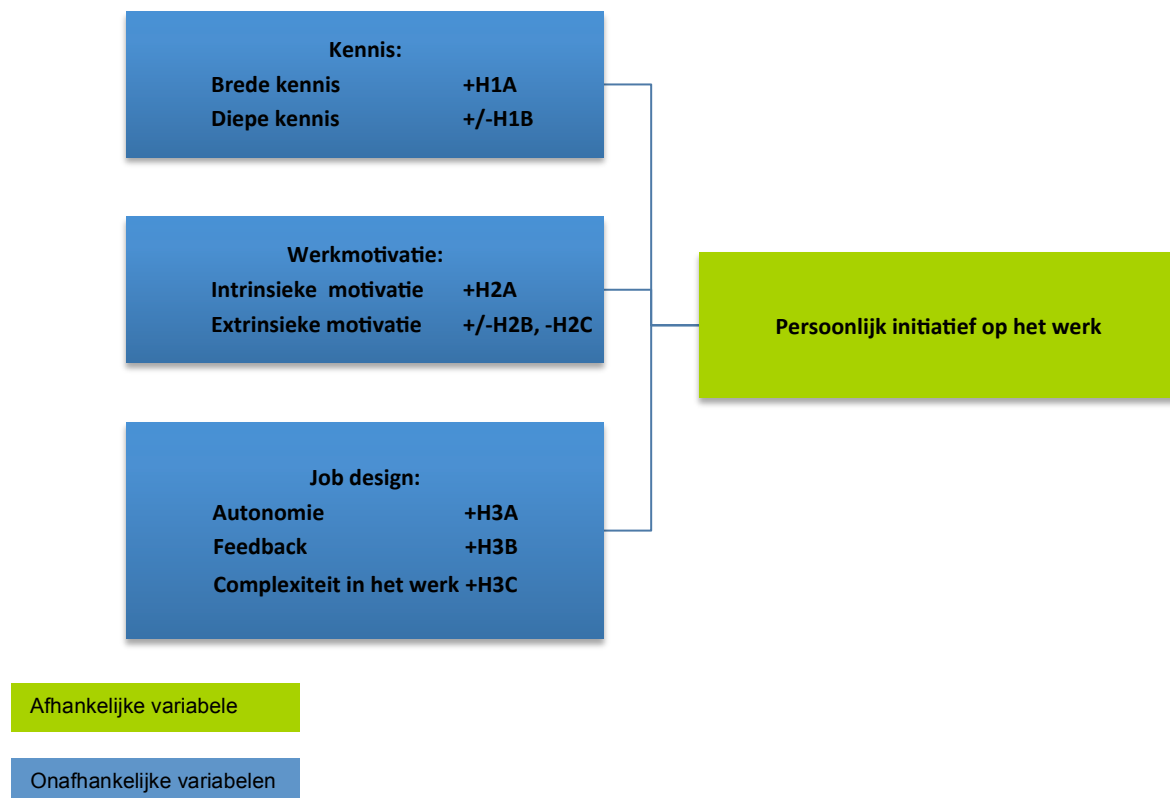 Kennis:
Brede kennis +H1A
Diepe kennis +/-H1B
Werkmotivatie:
Intrinsieke motivatie +H2A
Extrinsieke motivatie +/-H2B, -H2C
Persoonlijk initiatief op het werk
Job design:
Autonomie +H3A
Feedback +H3B
Complexiteit in het werk +H3C
Afhankelijke variabele
Onafhankelijke variabelen